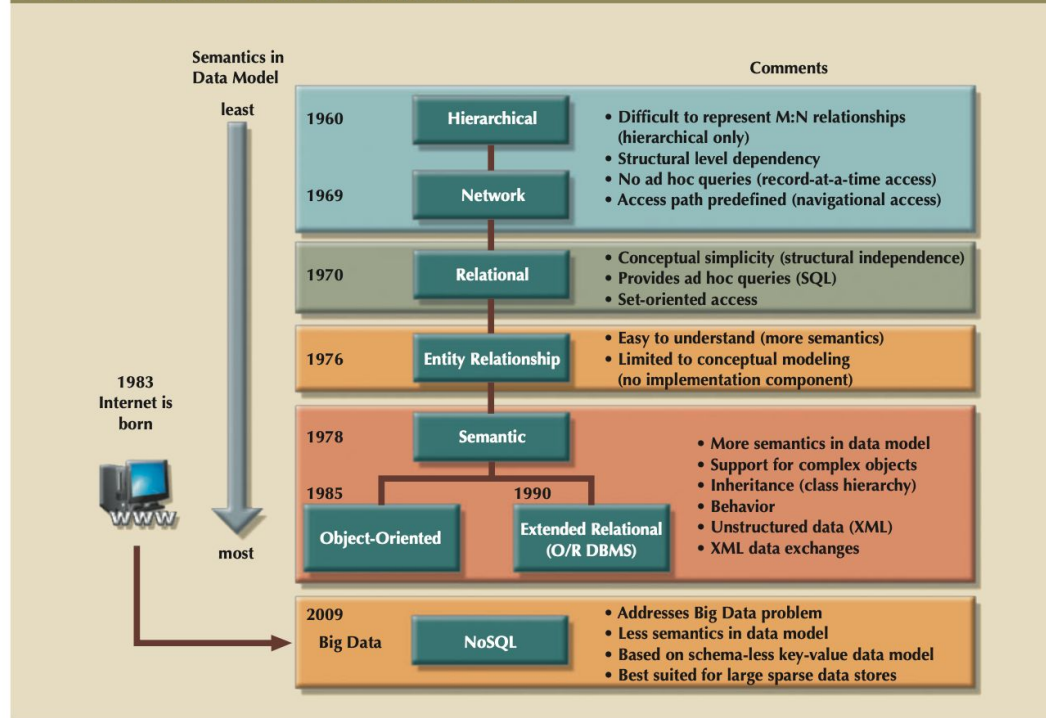 Semantics in
Data Model
least
most
Comments
1960
Hierarchical
1969
Network
• Difficult to represent M:N relationships
(hierarchical only)
• Structural level dependency
• No ad hoc queries (record-at-a-time access)
• Access path predefined (navigational access)
1970
Relational
• Conceptual simplicity (structural independence)
• Provides ad hoc queries (SQL)
• Set-oriented access
1976
Entity Relationship
• Easy to understand (more semantics)
• Limited to conceptual modeling
(no implementation component)
1983
Internet is
born
WWW
1978
Semantic
1985
Object-Oriented
1990
Extended Relational
(O/R DBMS)
• More semantics in data model
• Support for complex objects
• Inheritance (class hierarchy)
• Behavior
• Unstructured data (XML)
• XML data exchanges
2009
Big Data
NoSQL
• Addresses Big Data problem
• Less semantics in data model
• Based on schema-less key-value data model
• Best suited for large sparse data stores